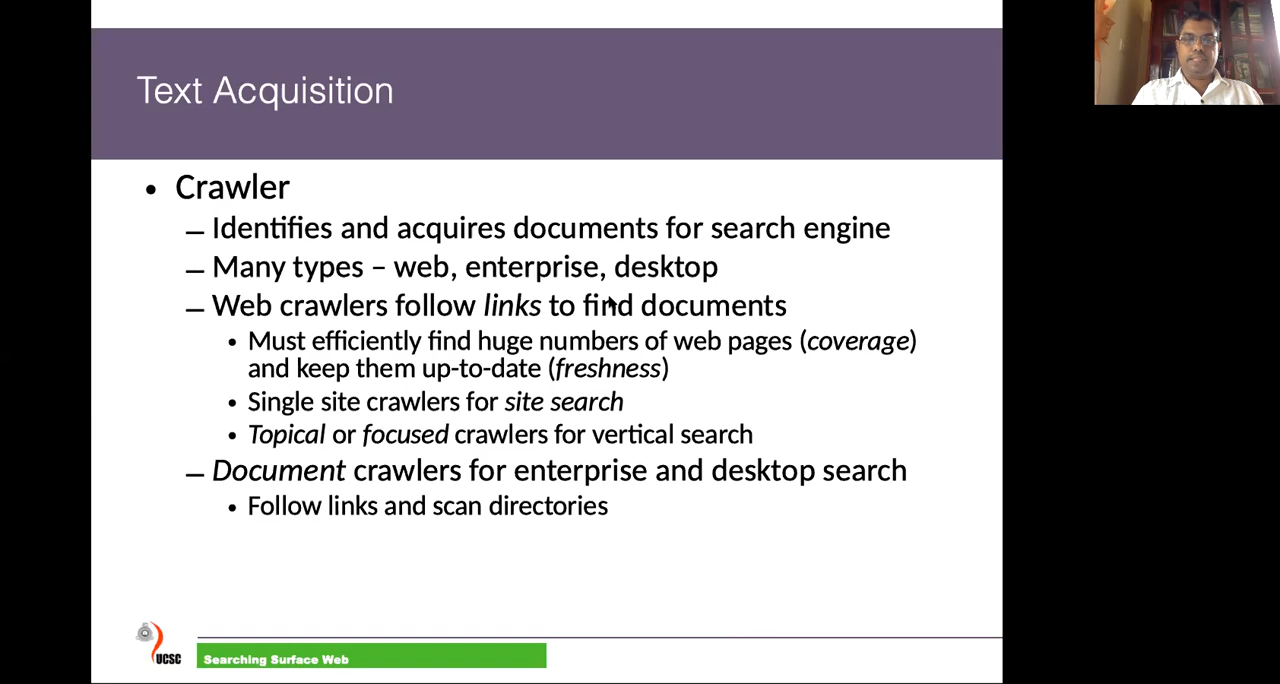 Text Acquisition
• Crawler
– Identifies and acquires documents for search engine
– Many types – web, enterprise, desktop
– Web crawlers follow links to find documents
• Must efficiently find huge numbers of web pages (coverage)
and keep them up-to-date (freshness)
• Single site crawlers for site search
• Topical or focused crawlers for vertical search
– Document crawlers for enterprise and desktop search
• Follow links and scan directories
UCSC
Searching Surface Web